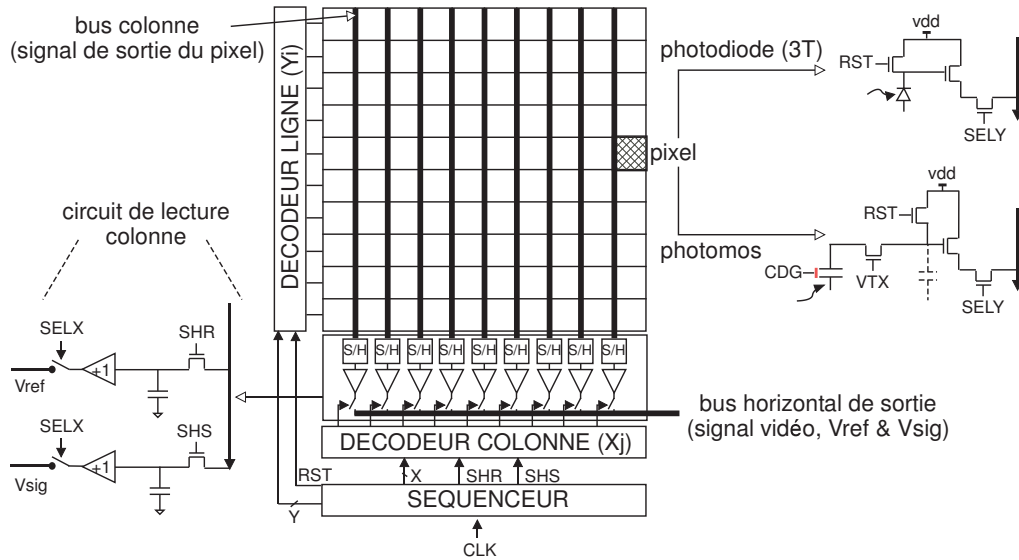 bus colonne
(signal de sortie du pixel)
DECODEUR LIGNE (Yi)
photodiode (3T)
vdd
RST
SELY
pixel
photomos
vdd
RST
CDG
VTX
SELY
circuit de lecture
colonne
SELX
SHR
+1
Vref
SELX
SHS
+1
Vsig
S/H S/H S/H S/H S/H S/H S/H S/H S/H
bus horizontal de sortie
(signal vidéo, Vref & Vsig)
DECODEUR COLONNE (Xj)
RST X SHR SHS
SEQUENCEUR
Y
CLK